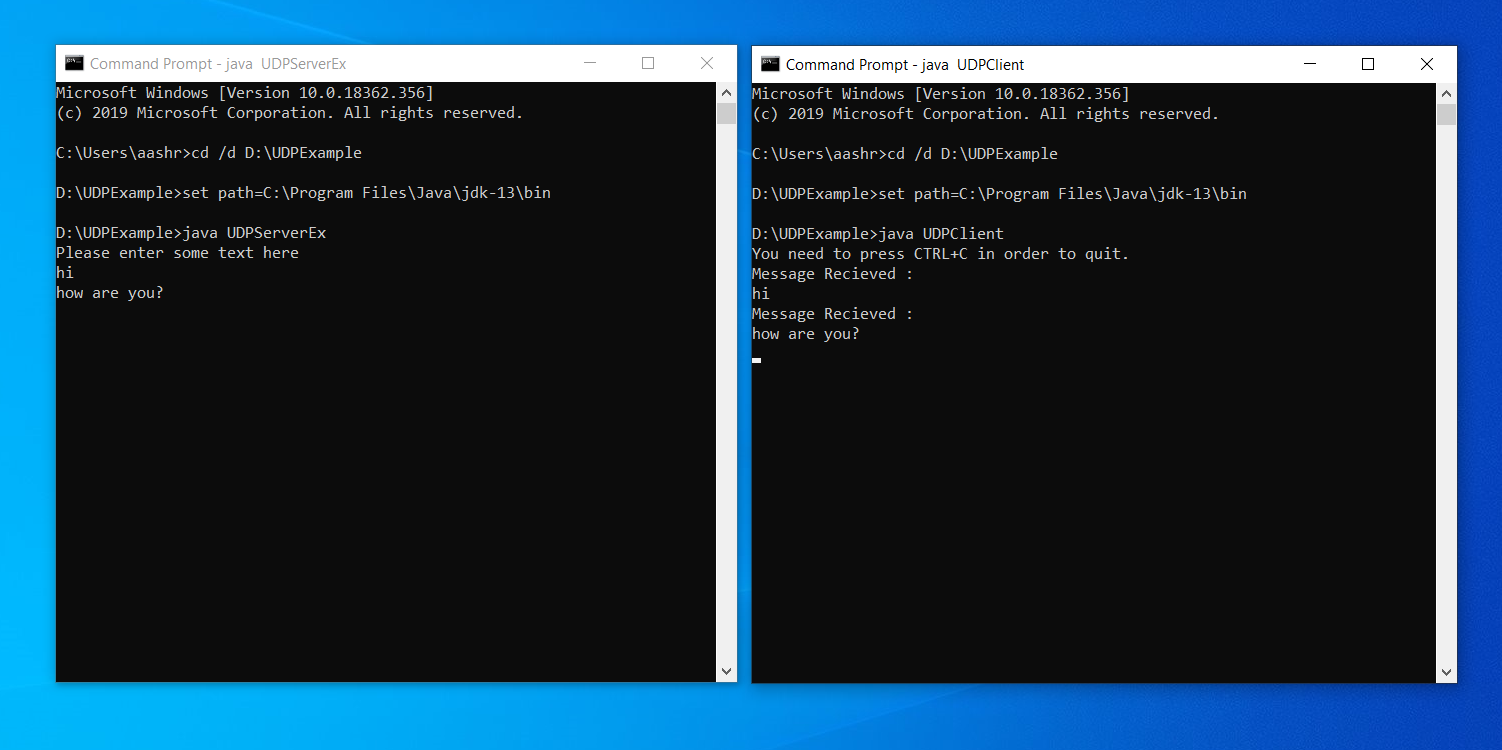 Command Prompt - java  UDPServerEx
Microsoft Windows [Version 10.0.18362.356]
(c) 2019 Microsoft Corporation. All rights reserved.
C:\Users\aashr>cd /d D:\UDPExample
D:\UDPExample>set path=C:\Program Files\Java\jdk-13\bin
D:\UDPExample>java UDPServerEx
Please enter some text here
hi
how are you?
Command Prompt - java  UDPClient
Microsoft Windows [Version 10.0.18362.356]
(c) 2019 Microsoft Corporation. All rights reserved.
C:\Users\aashr>cd /d D:\UDPExample
D:\UDPExample>set path=C:\Program Files\Java\jdk-13\bin
D:\UDPExample>java UDPClient
You need to press CTRL+C in order to quit.
Message Recieved :
hi
Message Recieved :
how are you?